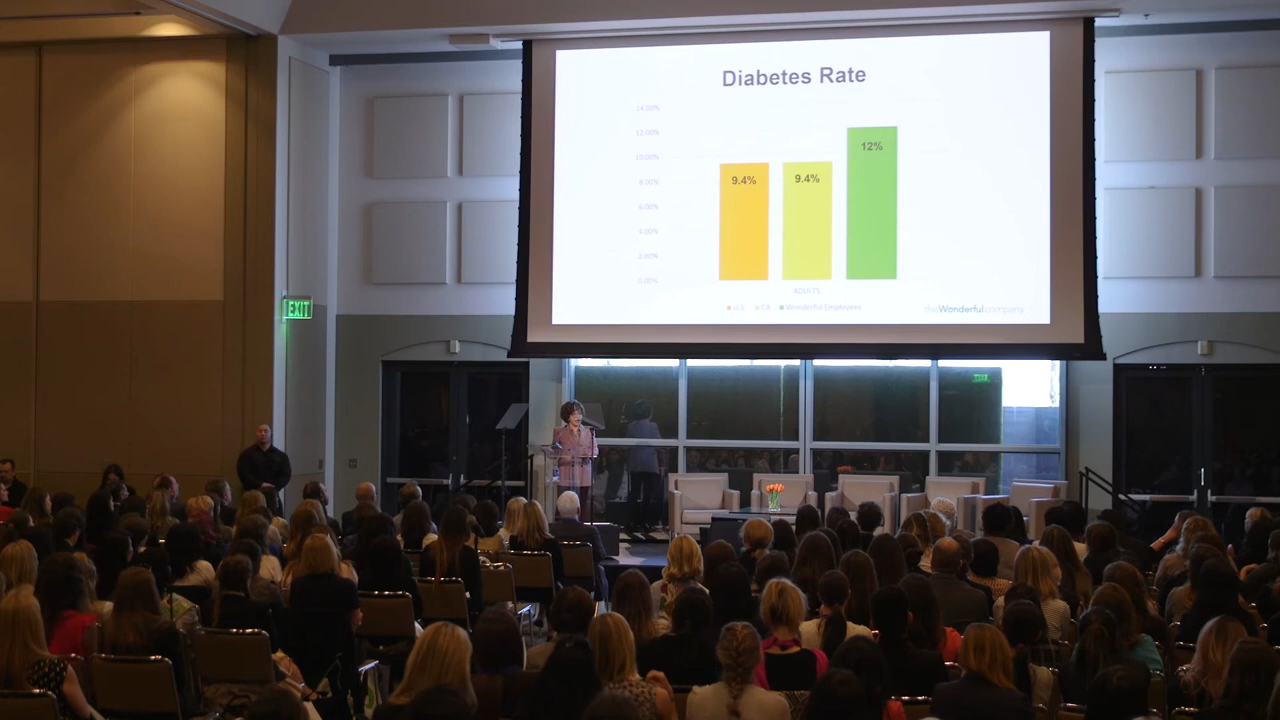 Diabetes Rate
14.00%
12.00%
10.00%
8.00%
6.00%
4.00%
2.00%
0.00%
9.4%
9.4%
12%
ADULTS
U.S. CA Wonderful Employees
theWonderfulcompany
EXIT